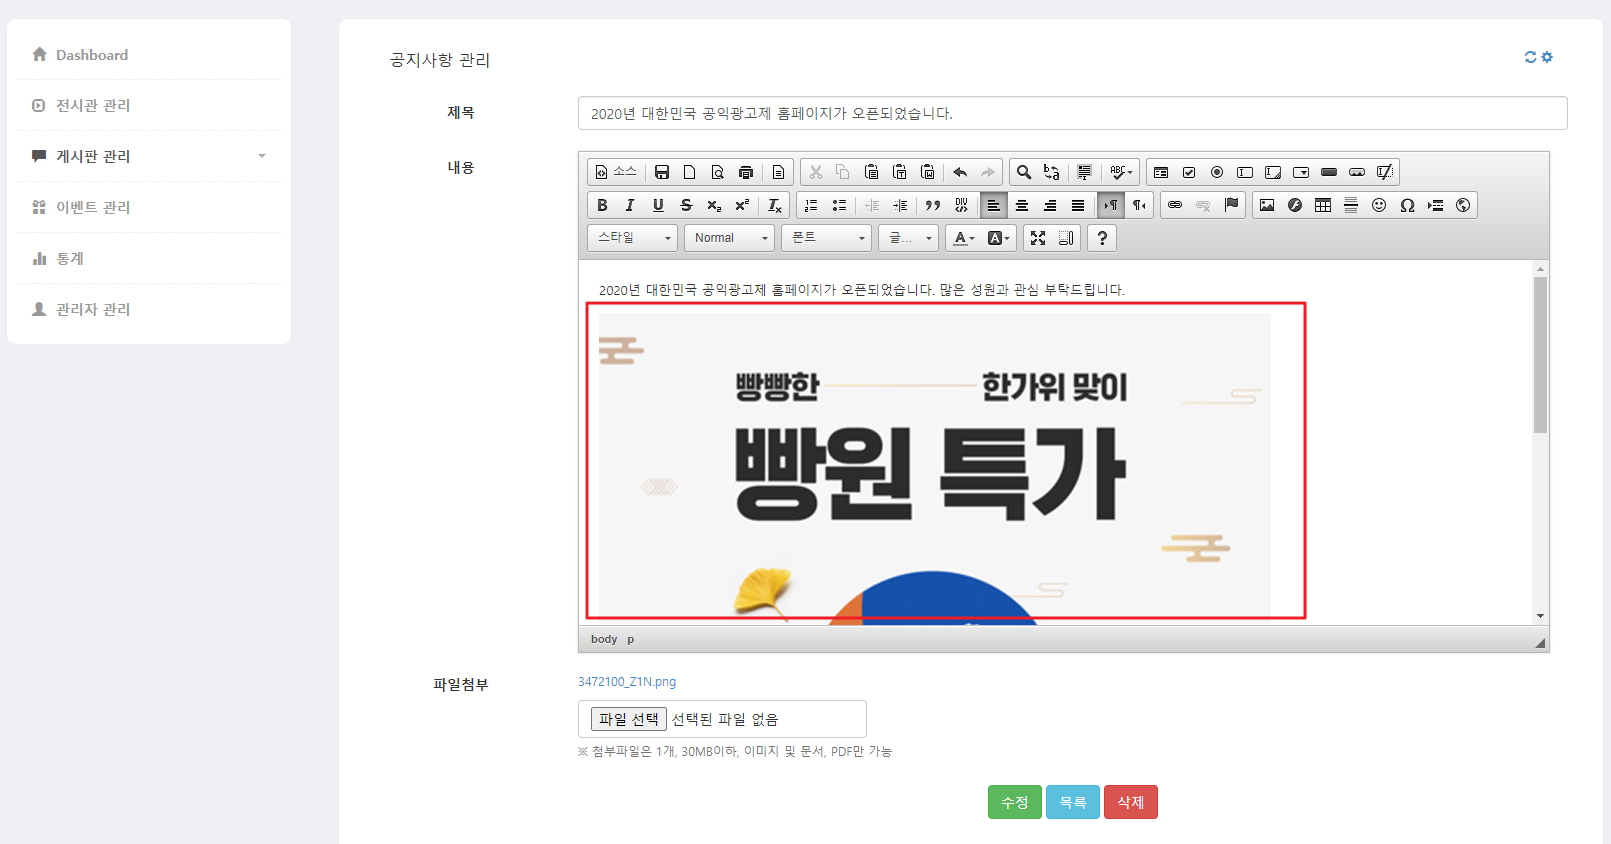 Dashboard
전시관 관리
게시판 관리
이벤트 관리
통계
관리자 관리
공지사항 관리
제목
2020년 대한민국 공익광고제 홈페이지가 오픈되었습니다.
내용
소스
스타일
Normal
폰트
글...
2020년 대한민국 공익광고제 홈페이지가 오픈되었습니다. 많은 성원과 관심 부탁드립니다.
빵빵한 한가위 맞이
빵원 특가
body p
파일첨부
3472100_Z1N.png
파일 선택 선택된 파일 없음
※ 첨부파일은 1개, 30MB이하, 이미지 및 문서, PDF만 가능
수정 목록 삭제